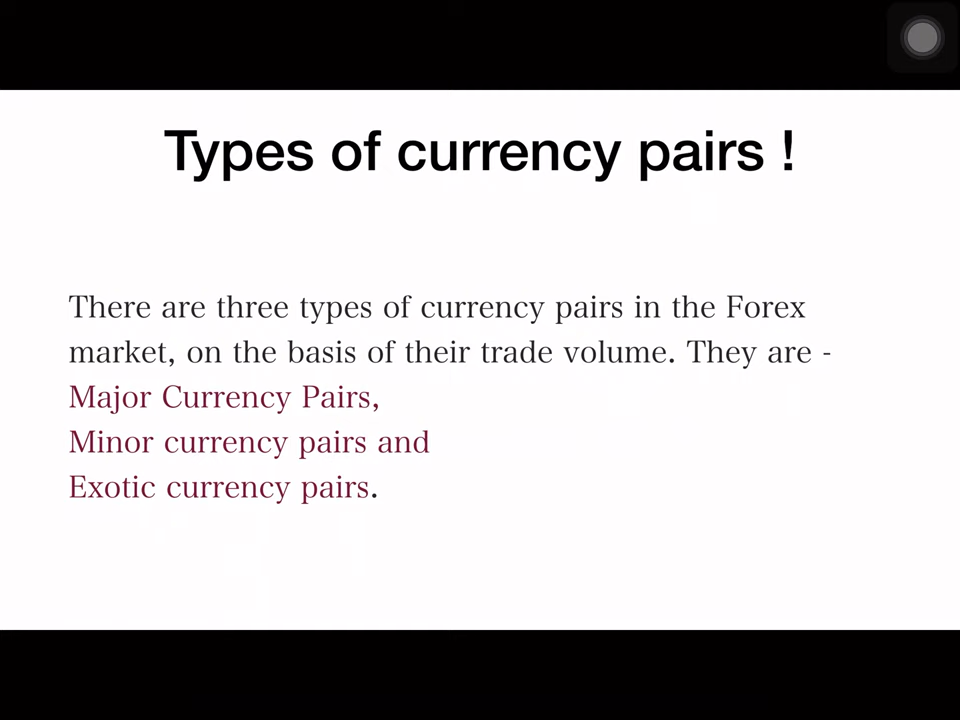 Types of currency pairs !
There are three types of currency pairs in the Forex
market, on the basis of their trade volume. They are -
Major Currency Pairs,
Minor currency pairs and
Exotic currency pairs.